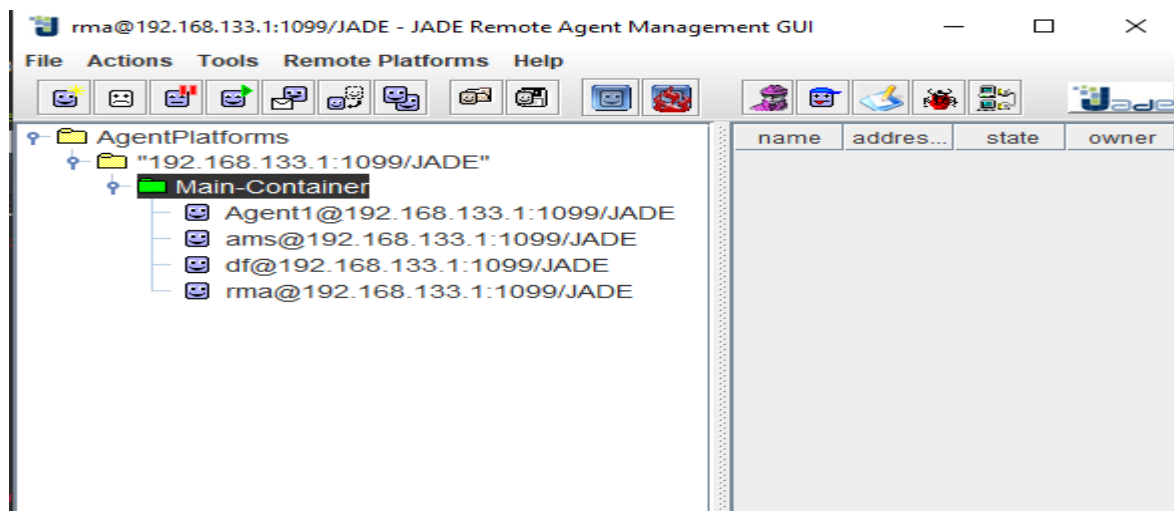 rma@192.168.133.1:1099/JADE - JADE Remote Agent Management GUI
File Actions Tools Remote Platforms Help
Jade
AgentPlatforms
"192.168.133.1:1099/JADE"
Main-Container
Agent1@192.168.133.1:1099/JADE
ams@192.168.133.1:1099/JADE
df@192.168.133.1:1099/JADE
rma@192.168.133.1:1099/JADE
name addres... state owner